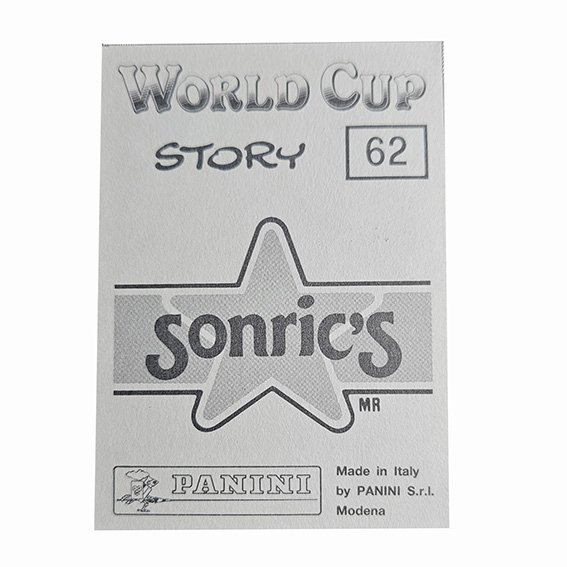 WORLD CUP
STORY 62
Sonric's
MR
PANINI
Made in Italy
by PANINI S.r.l.
Modena